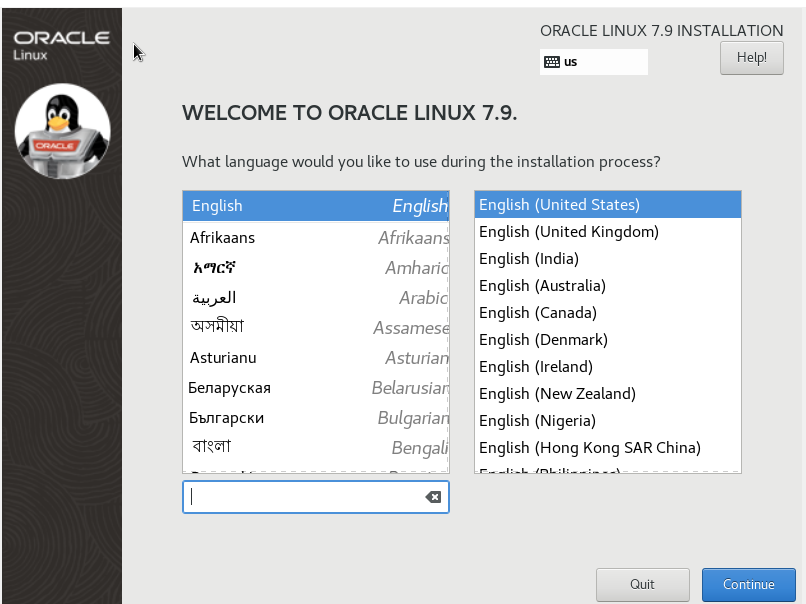 ORACLE
Linux
ORACLE
ORACLE LINUX 7.9 INSTALLATION
us
Help!
WELCOME TO ORACLE LINUX 7.9.
What language would you like to use during the installation process?
English English
Afrikaans Afrikaans
አማርኛ Amharic
العربية Arabic
অসমীয়া Assamese
Asturianu Asturian
Беларуская Belarusian
Български Bulgarian
বাংলা Bengali
English (United States)
English (United Kingdom)
English (India)
English (Australia)
English (Canada)
English (Denmark)
English (Ireland)
English (New Zealand)
English (Nigeria)
English (Hong Kong SAR China)
English (Philippines)
Quit
Continue